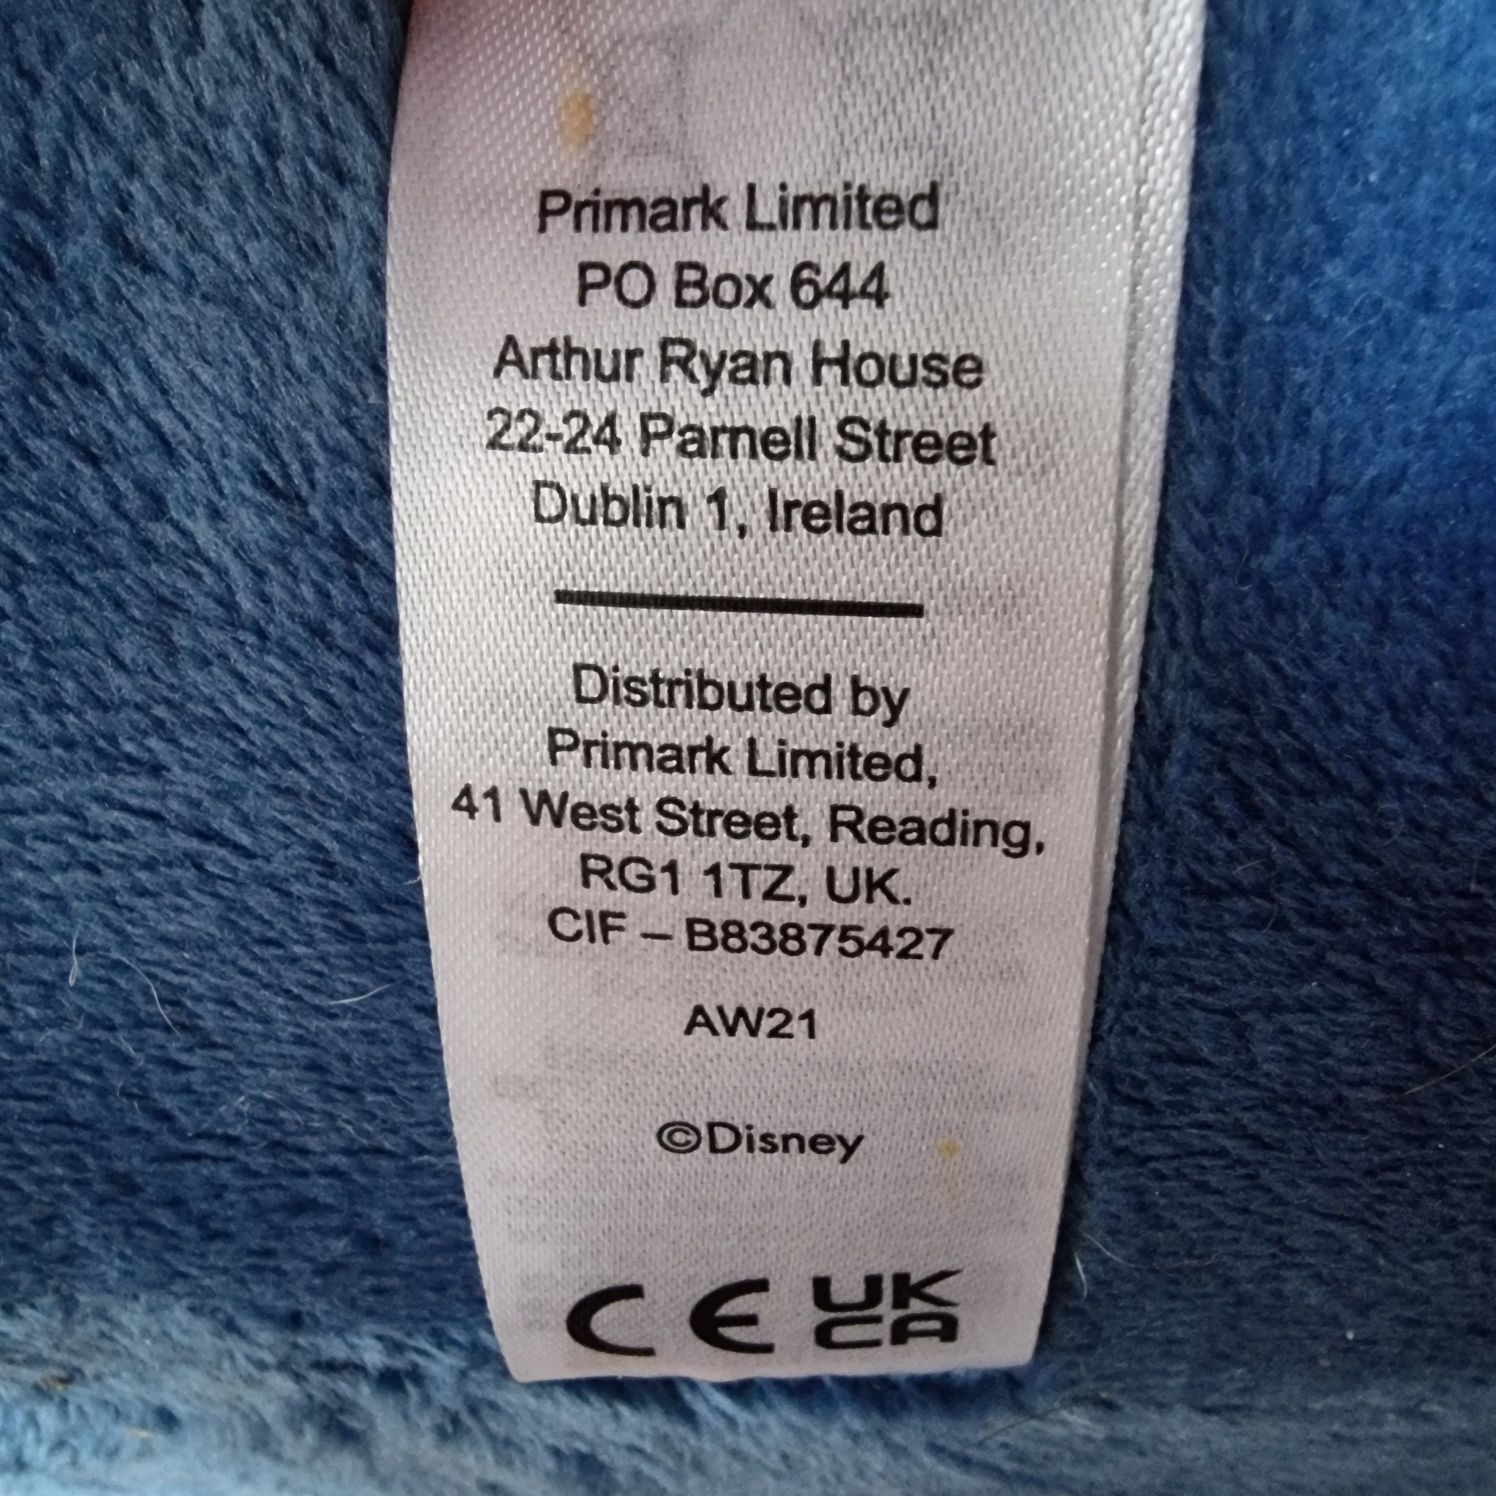 Primark Limited
PO Box 644
Arthur Ryan House
22-24 Parnell Street
Dublin 1, Ireland
Distributed by
Primark Limited,
41 West Street, Reading,
RG1 1TZ, UK.
CIF – B83875427
AW21
©Disney
CE UK
CA